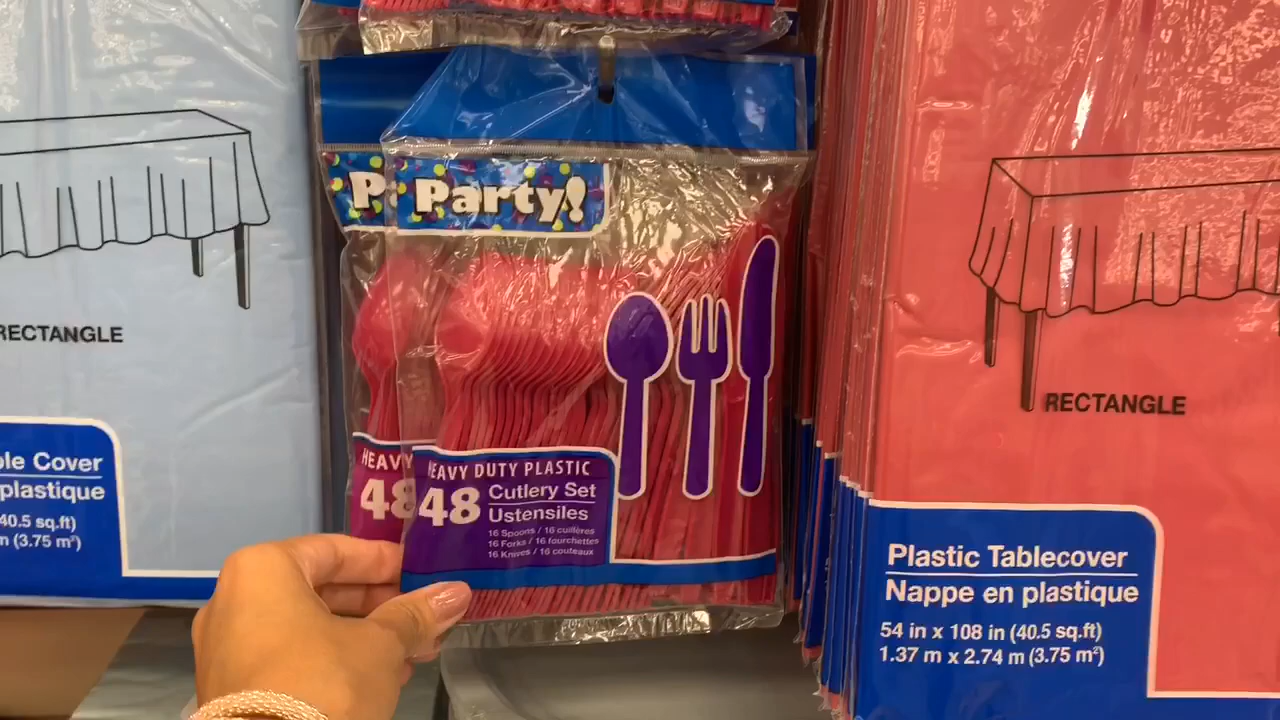 RECTANGLE
ble Cover
plastique
40.5 sq.ft)
m (3.75 m²)
P
Party!
HEAVY
48
HEAVY DUTY PLASTIC
48
Cutlery Set
Ustensiles
16 Spoons / 16 cuillères
16 Forks / 16 fourchettes
16 Knives / 16 couteaux
RECTANGLE
Plastic Tablecover
Nappe en plastique
54 in x 108 in (40.5 sq.ft)
1.37 m x 2.74 m (3.75 m²)